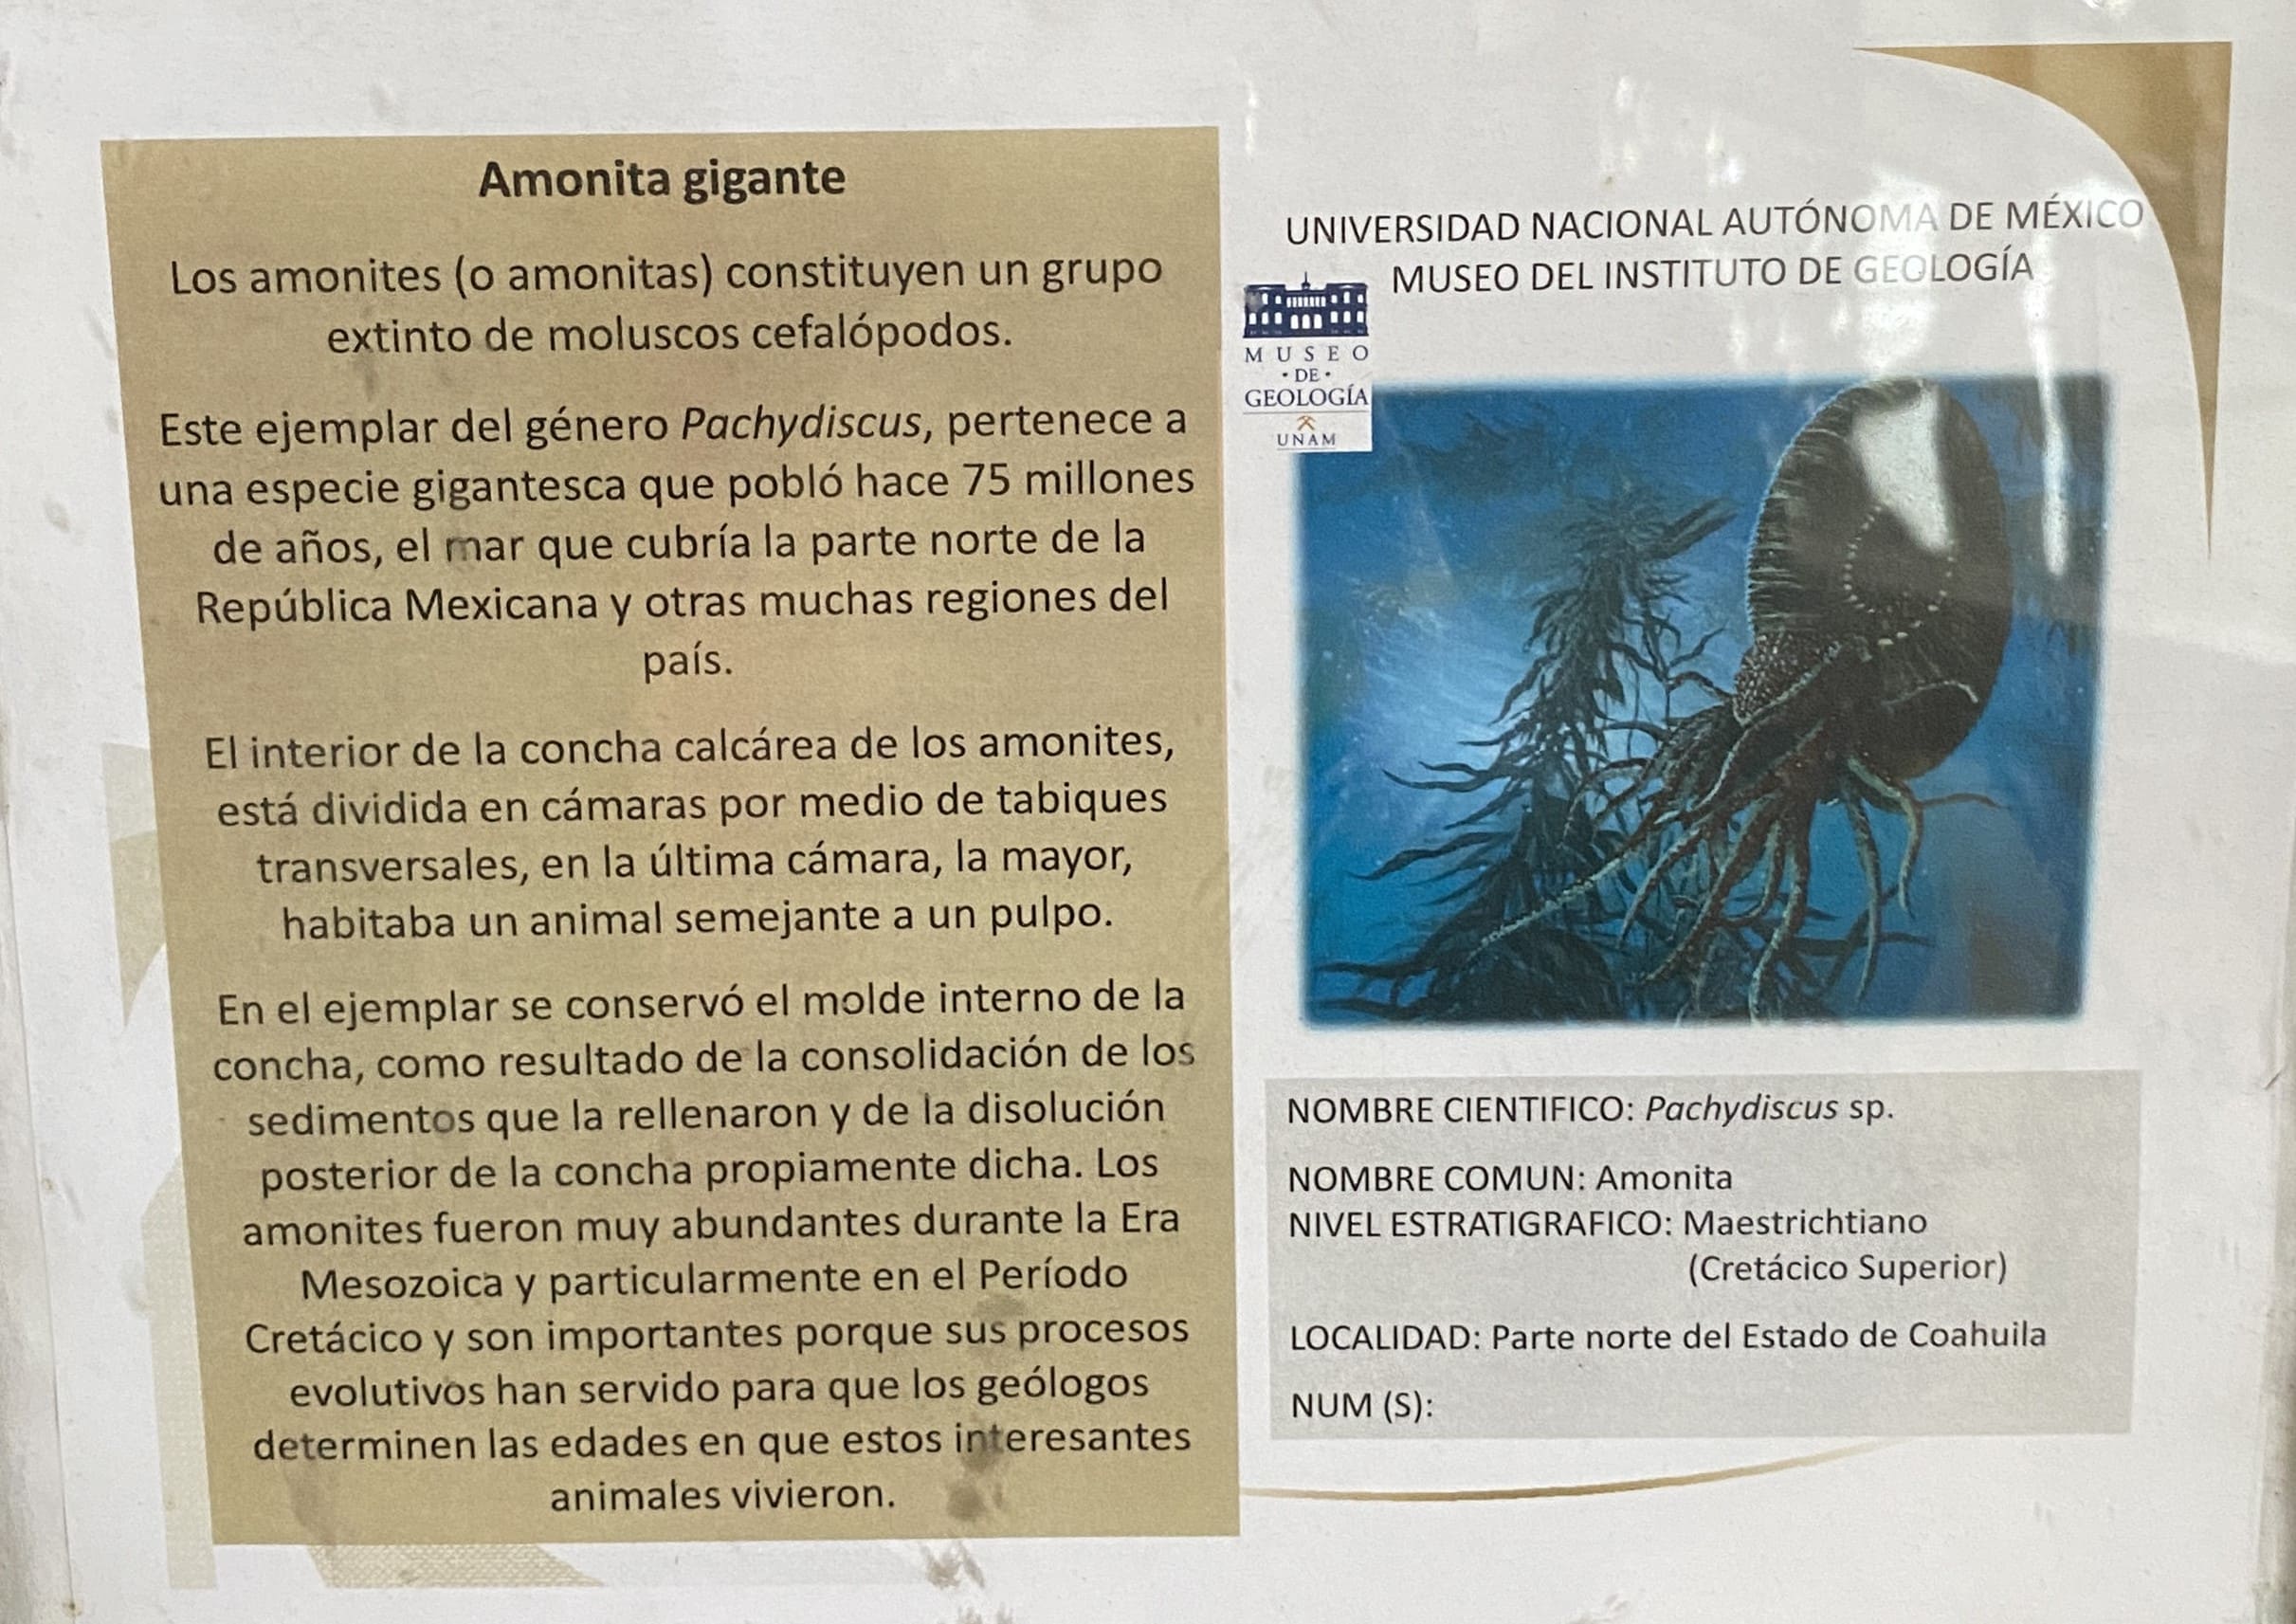 Amonita gigante
Los amonites (o amonitas) constituyen un grupo
extinto de moluscos cefalópodos.
Este ejemplar del género Pachydiscus, pertenece a
una especie gigantesca que pobló hace 75 millones
de años, el mar que cubría la parte norte de la
República Mexicana y otras muchas regiones del
país.
El interior de la concha calcárea de los amonites,
está dividida en cámaras por medio de tabiques
transversales, en la última cámara, la mayor,
habitaba un animal semejante a un pulpo.
En el ejemplar se conservó el molde interno de la
concha, como resultado de la consolidación de los
sedimentos que la rellenaron y de la disolución
posterior de la concha propiamente dicha. Los
amonites fueron muy abundantes durante la Era
Mesozoica y particularmente en el Período
Cretácico y son importantes porque sus procesos
evolutivos han servido para que los geólogos
determinen las edades en que estos interesantes
animales vivieron.
UNIVERSIDAD NACIONAL AUTÓNOMA DE MÉXICO
MUSEO DEL INSTITUTO DE GEOLOGÍA
MUSEO
• DE •
GEOLOGÍA
UNAM
NOMBRE CIENTIFICO: Pachydiscus sp.
NOMBRE COMUN: Amonita
NIVEL ESTRATIGRAFICO: Maestrichtiano
(Cretácico Superior)
LOCALIDAD: Parte norte del Estado de Coahuila
NUM (S):